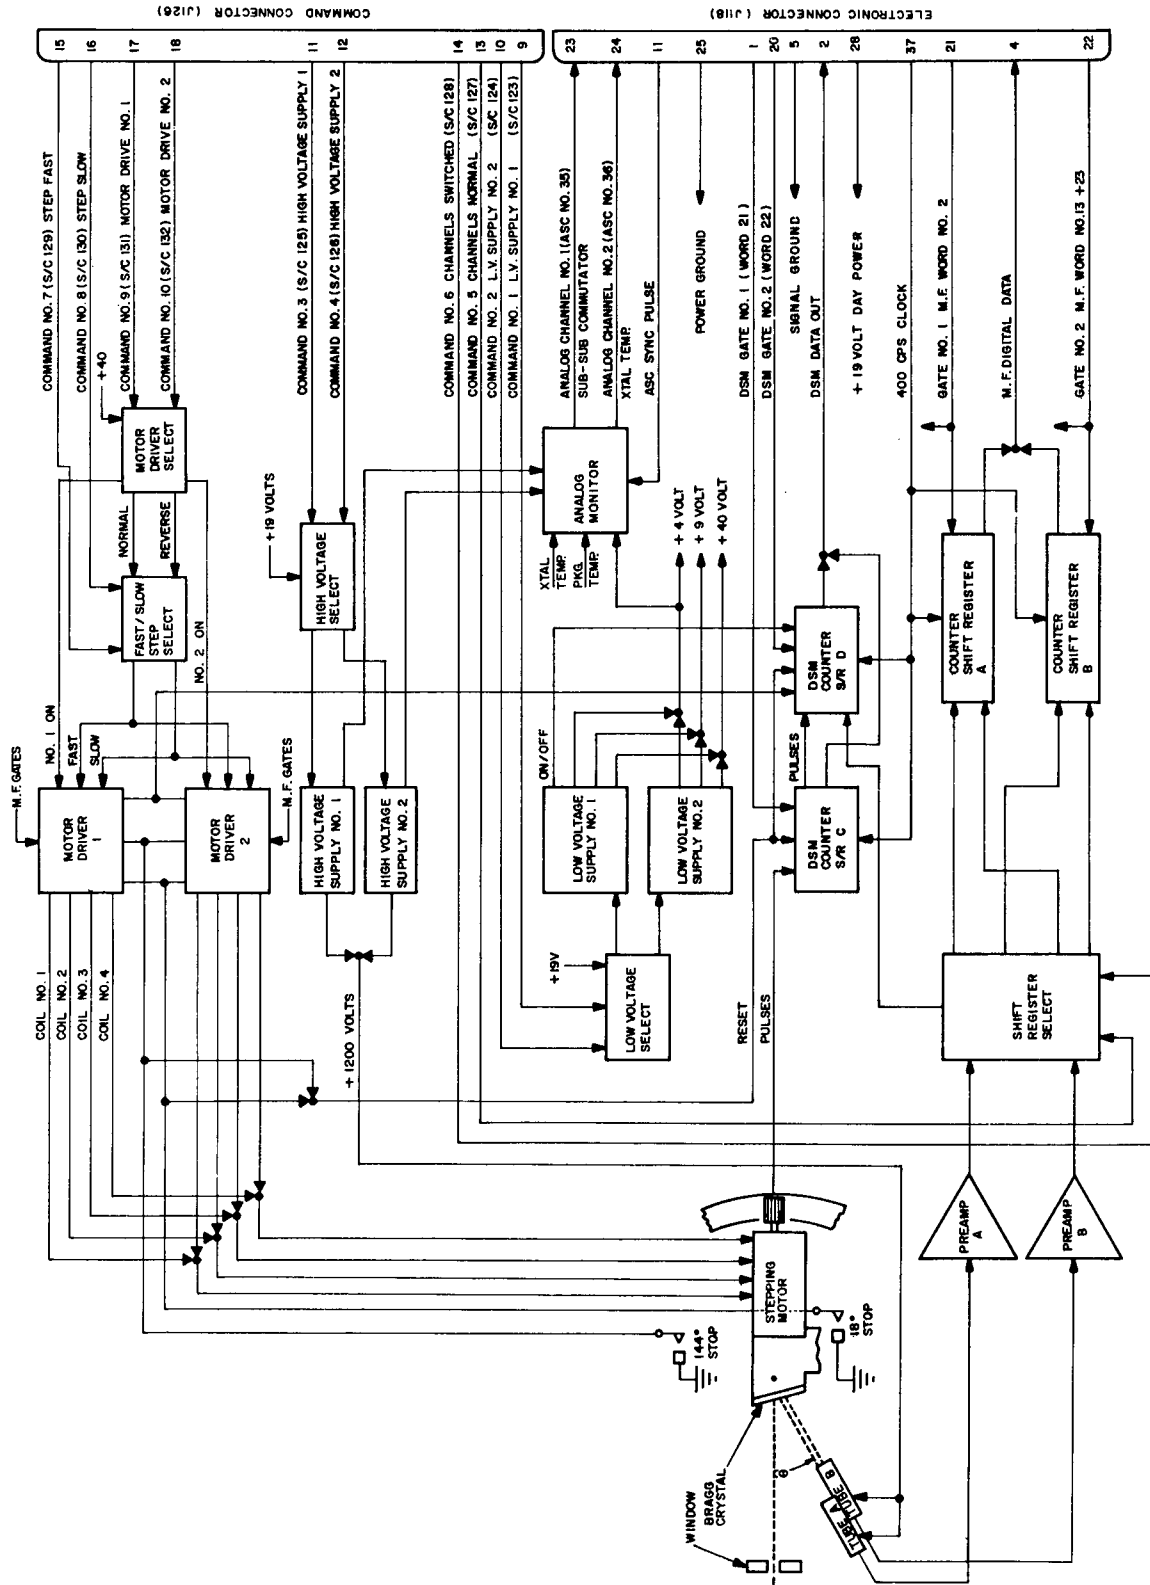 COMMAND CONNECTOR (J126)
ELECTRONIC CONNECTOR (J118)
15
16
17
18
11
12
14
13
10
9
23
24
11
25
1
20
5
2
28
37
21
4
22
COMMAND NO. 7 (S/C 129) STEP FAST
COMMAND NO. 8 (S/C 130) STEP SLOW
+40
COMMAND NO. 9 (S/C 131) MOTOR DRIVE NO. 1
COMMAND NO. 10 (S/C 132) MOTOR DRIVE NO. 2
COMMAND NO. 3 (S/C 125) HIGH VOLTAGE SUPPLY 1
COMMAND NO. 4 (S/C 126) HIGH VOLTAGE SUPPLY 2
COMMAND NO. 6 CHANNELS SWITCHED (S/C 128)
COMMAND NO. 5 CHANNELS NORMAL (S/C 127)
COMMAND NO. 2 L.V. SUPPLY NO. 2 (S/C 124)
COMMAND NO. 1 L.V. SUPPLY NO. 1 (S/C 123)
ANALOG CHANNEL NO. 1 (ASC NO. 35)
SUB-SUB COMMUTATOR
ANALOG CHANNEL NO. 2 (ASC NO. 36)
XTAL TEMP.
ASC SYNC PULSE
POWER GROUND
DSM GATE NO. 1 (WORD 21)
DSM GATE NO. 2 (WORD 22)
SIGNAL GROUND
DSM DATA OUT
+ 19 VOLT DAY POWER
400 CPS CLOCK
GATE NO. 1 M.F. WORD NO. 2
M.F. DIGITAL DATA
GATE NO. 2 M.F. WORD NO. 13 + 23
MOTOR
DRIVER
SELECT
NORMAL
REVERSE
FAST/SLOW
STEP
SELECT
NO. 2 ON
NO. 1 ON
FAST
SLOW
M.F. GATES
MOTOR
DRIVER
1
MOTOR
DRIVER
2
M.F. GATES
+19 VOLTS
HIGH VOLTAGE
SELECT
HIGH VOLTAGE
SUPPLY NO. 1
HIGH VOLTAGE
SUPPLY NO. 2
ANALOG
MONITOR
XTAL
TEMP.
PKG.
TEMP.
+ 4 VOLT
+ 9 VOLT
+ 40 VOLT
ON/OFF
LOW VOLTAGE
SUPPLY NO. 1
LOW VOLTAGE
SUPPLY NO. 2
+19V
LOW VOLTAGE
SELECT
DSM
COUNTER
S/R D
PULSES
DSM
COUNTER
S/R C
COUNTER
SHIFT REGISTER
A
COUNTER
SHIFT REGISTER
B
SHIFT
REGISTER
SELECT
RESET
PULSES
COIL NO. 1
COIL NO. 2
COIL NO. 3
COIL NO. 4
+ 1200 VOLTS
PREAMP
A
PREAMP
B
STEPPING
MOTOR
144°
STOP
18°
STOP
WINDOW
BRAGG
CRYSTAL
θ
TUBE A
TUBE B